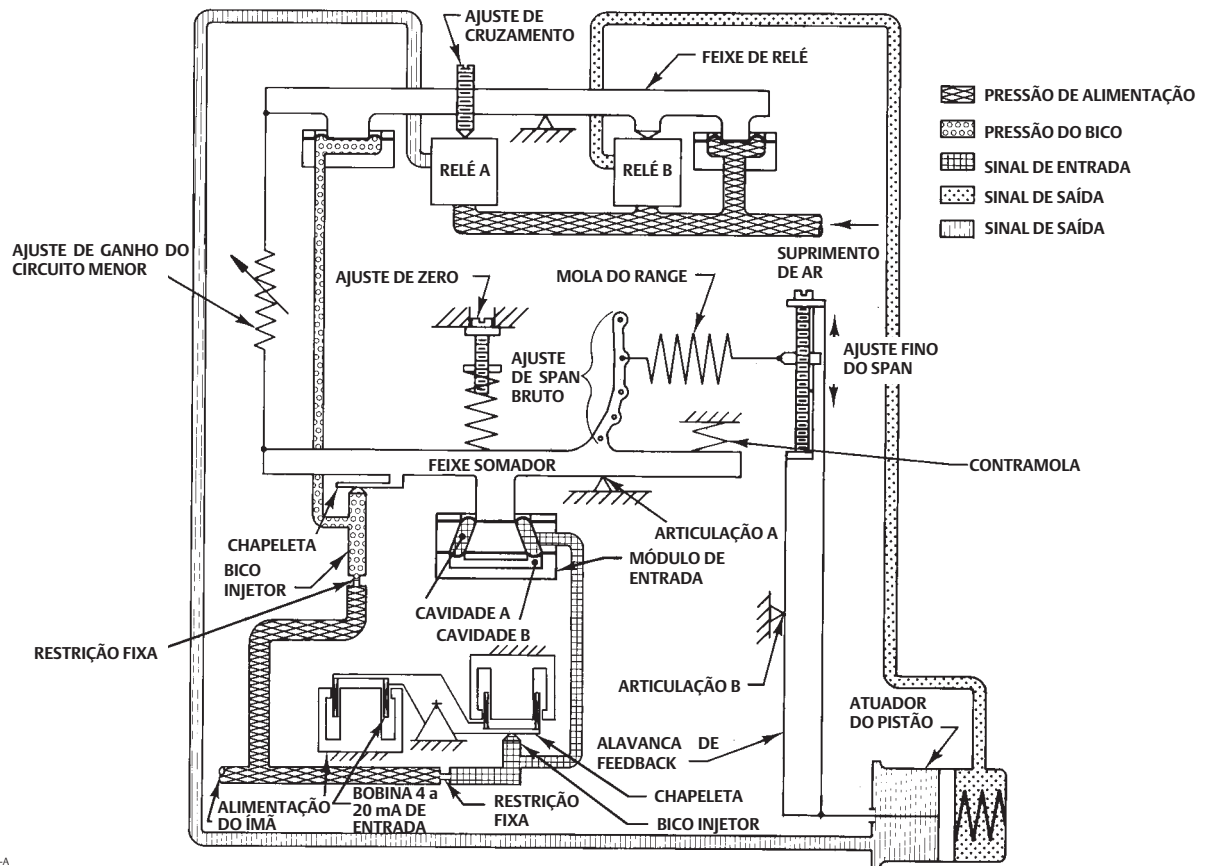 AJUSTE DE
CRUZAMENTO
FEIXE DE RELÉ
PRESSÃO DE ALIMENTAÇÃO
PRESSÃO DO BICO
SINAL DE ENTRADA
SINAL DE SAÍDA
SINAL DE SAÍDA
RELÉ A
RELÉ B
SUPRIMENTO
DE AR
AJUSTE DE GANHO DO
CIRCUITO MENOR
AJUSTE DE ZERO
MOLA DO RANGE
AJUSTE
DE SPAN
BRUTO
AJUSTE FINO
DO SPAN
FEIXE SOMADOR
CONTRAMOLA
CHAPELETA
BICO
INJETOR
ARTICULAÇÃO A
MÓDULO DE
ENTRADA
CAVIDADE A
CAVIDADE B
RESTRIÇÃO FIXA
ARTICULAÇÃO B
ATUADOR
DO PISTÃO
ALAVANCA DE
FEEDBACK
ALIMENTAÇÃO
DO ÍMÃ
BOBINA 4 a
20 mA DE
ENTRADA
RESTRIÇÃO
FIXA
CHAPELETA
BICO INJETOR
-A